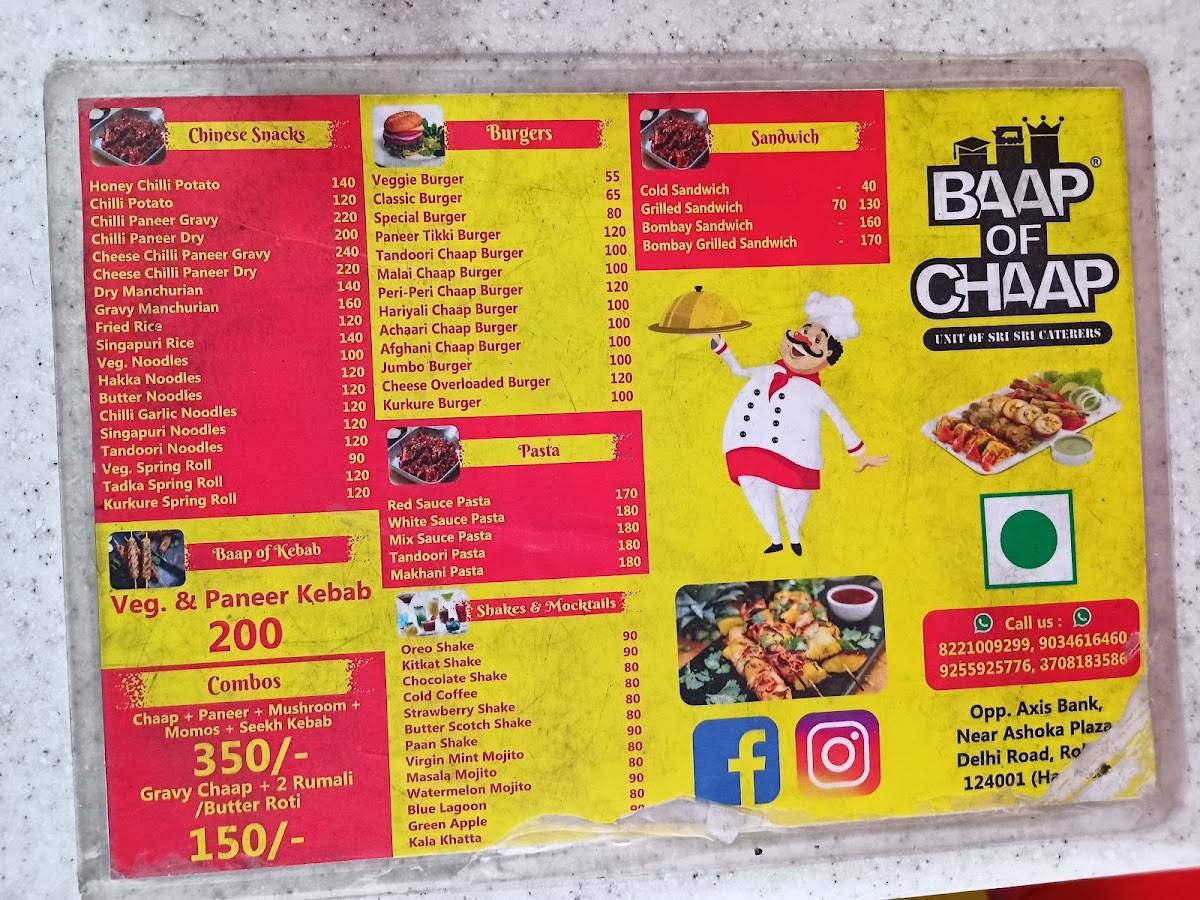 Chinese Snacks
Honey Chilli Potato 140
Chilli Potato 120
Chilli Paneer Gravy 220
Chilli Paneer Dry 200
Cheese Chilli Paneer Gravy 240
Cheese Chilli Paneer Dry 220
Dry Manchurian 140
Gravy Manchurian 160
Fried Rice 120
Singapuri Rice 140
Veg. Noodles 100
Hakka Noodles 120
Butter Noodles 120
Chilli Garlic Noodles 120
Singapuri Noodles 120
Tandoori Noodles 120
Veg. Spring Roll 90
Tadka Spring Roll 120
Kurkure Spring Roll 120
Baap of Kebab
Veg. & Paneer Kebab
200
Combos
Chaap + Paneer + Mushroom +
Momos + Seekh Kebab
350/-
Gravy Chaap + 2 Rumali
/Butter Roti
150/-
Burgers
Veggie Burger 55
Classic Burger 65
Special Burger 80
Paneer Tikki Burger 120
Tandoori Chaap Burger 100
Malai Chaap Burger 100
Peri-Peri Chaap Burger 120
Hariyali Chaap Burger 100
Achaari Chaap Burger 100
Afghani Chaap Burger 100
Jumbo Burger 100
Cheese Overloaded Burger 120
Kurkure Burger 100
Pasta
Red Sauce Pasta 170
White Sauce Pasta 180
Mix Sauce Pasta 180
Tandoori Pasta 180
Makhani Pasta 180
Shakes & Mocktails
Oreo Shake 90
Kitkat Shake 90
Chocolate Shake 80
Cold Coffee 80
Strawberry Shake 80
Butter Scotch Shake 80
Paan Shake 90
Virgin Mint Mojito 80
Masala Mojito 80
Watermelon Mojito 90
Blue Lagoon 80
Green Apple
Kala Khatta
Sandwich
Cold Sandwich - 40
Grilled Sandwich 70 130
Bombay Sandwich - 160
Bombay Grilled Sandwich - 170
BAAP ®
OF
CHAAP
UNIT OF SRI SRI CATERERS
Call us :
8221009299, 9034616460
9255925776, 8708183586
Opp. Axis Bank,
Near Ashoka Plaza
Delhi Road,
124001